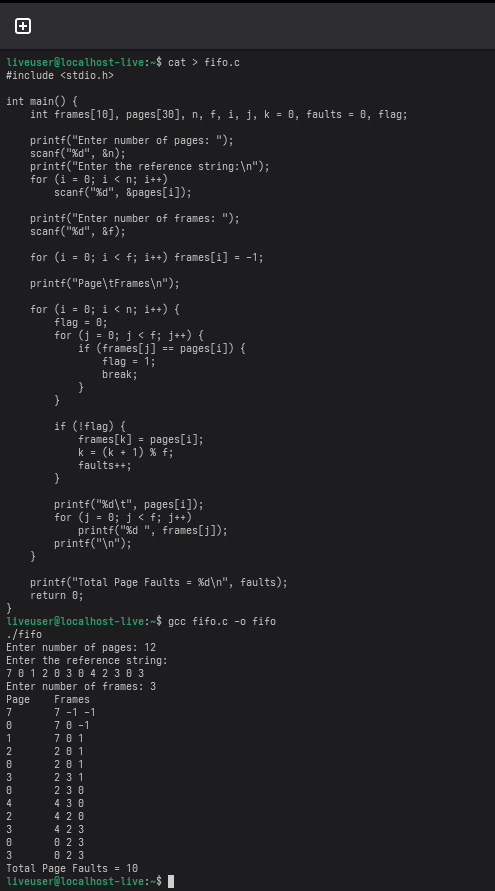 liveuser@localhost-live:~$ cat > fifo.c
#include <stdio.h>

int main() {
    int frames[10], pages[30], n, f, i, j, k = 0, faults = 0, flag;

    printf("Enter number of pages: ");
    scanf("%d", &n);
    printf("Enter the reference string:\n");
    for (i = 0; i < n; i++)
        scanf("%d", &pages[i]);

    printf("Enter number of frames: ");
    scanf("%d", &f);

    for (i = 0; i < f; i++) frames[i] = -1;

    printf("Page\tFrames\n");

    for (i = 0; i < n; i++) {
        flag = 0;
        for (j = 0; j < f; j++) {
            if (frames[j] == pages[i]) {
                flag = 1;
                break;
            }
        }

        if (!flag) {
            frames[k] = pages[i];
            k = (k + 1) % f;
            faults++;
        }

        printf("%d\t", pages[i]);
        for (j = 0; j < f; j++)
            printf("%d ", frames[j]);
        printf("\n");
    }

    printf("Total Page Faults = %d\n", faults);
    return 0;
}
liveuser@localhost-live:~$ gcc fifo.c -o fifo
./fifo
Enter number of pages: 12
Enter the reference string:
7 0 1 2 0 3 0 4 2 3 0 3
Enter number of frames: 3
Page    Frames
7       7 -1 -1
0       7 0 -1
1       7 0 1
2       2 0 1
0       2 0 1
3       2 3 1
0       2 3 0
4       4 3 0
2       4 2 0
3       4 2 3
0       0 2 3
3       0 2 3
Total Page Faults = 10
liveuser@localhost-live:~$